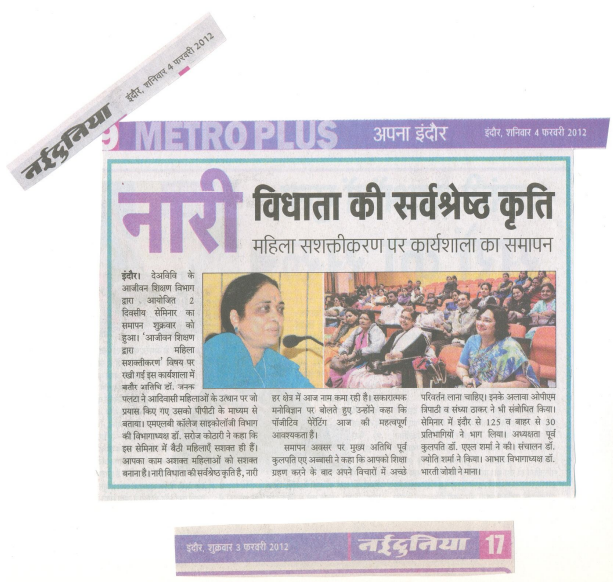 नईदुनिया इंदौर, शनिवार 4 फरवरी 2012
9 METRO PLUS अपना इंदौर इंदौर, शनिवार 4 फरवरी 2012
नारी विधाता की सर्वश्रेष्ठ कृति
महिला सशक्तीकरण पर कार्यशाला का समापन
इंदौर। देअविवि के
आजीवन शिक्षण विभाग
द्वारा आयोजित 2
दिवसीय सेमिनार का
समापन शुक्रवार को
हुआ। 'आजीवन शिक्षण
द्वारा महिला
सशक्तीकरण' विषय पर
रखी गई इस कार्यशाला में
बतौर अतिथि डॉ. जनक
पलटा ने आदिवासी महिलाओं के उत्थान पर जो
प्रयास किए गए उसको पीपीटी के माध्यम से
बताया। एमएलबी कॉलेज साइकोलॉजी विभाग
की विभागाध्यक्ष डॉ. सरोज कोठारी ने कहा कि
इस सेमिनार में बैठी महिलाएँ सशक्त ही हैं।
आपका काम अशक्त महिलाओं को सशक्त
बनाना है। नारी विधाता की सर्वश्रेष्ठ कृति है, नारी
हर क्षेत्र में आज नाम कमा रही है। सकारात्मक
मनोविज्ञान पर बोलते हुए उन्होंने कहा कि
पॉजीटिव पेरेंटिंग आज की महत्वपूर्ण
आवश्यकता है।
समापन अवसर पर मुख्य अतिथि पूर्व
कुलपति एए अब्बासी ने कहा कि आपको शिक्षा
ग्रहण करने के बाद अपने विचारों में अच्छे
परिवर्तन लाना चाहिए। इनके अलावा ओपीएम
त्रिपाठी व संध्या ठाकर ने भी संबोधित किया।
सेमिनार में इंदौर से 125 व बाहर से 30
प्रतिभागियों ने भाग लिया। अध्यक्षता पूर्व
कुलपति डॉ. एएल शर्मा ने की। संचालन डॉ.
ज्योति शर्मा ने किया। आभार विभागाध्यक्ष डॉ.
भारती जोशी ने माना।
इंदौर, शुक्रवार 3 फरवरी 2012 नईदुनिया 17